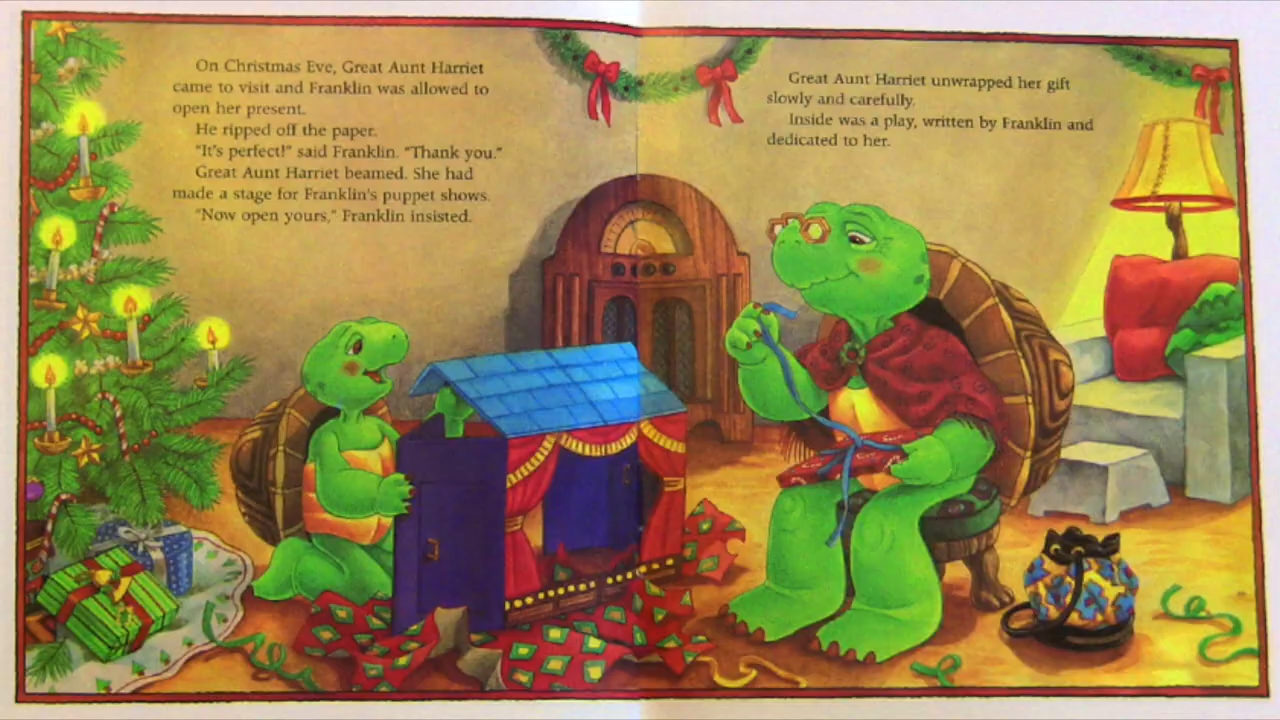 On Christmas Eve, Great Aunt Harriet
came to visit and Franklin was allowed to
open her present.
He ripped off the paper.
"It's perfect!" said Franklin. "Thank you."
Great Aunt Harriet beamed. She had
made a stage for Franklin's puppet shows.
"Now open yours," Franklin insisted.
Great Aunt Harriet unwrapped her gift
slowly and carefully.
Inside was a play, written by Franklin and
dedicated to her.